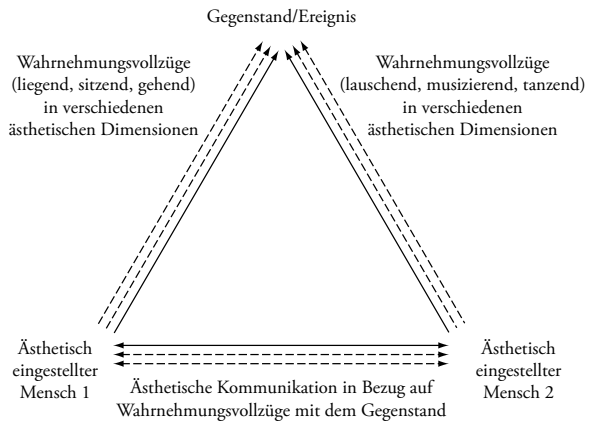 Gegenstand/Ereignis
Wahrnehmungsvollzüge
(liegend, sitzend, gehend)
in verschiedenen
ästhetischen Dimensionen
Wahrnehmungsvollzüge
(lauschend, musizierend, tanzend)
in verschiedenen
ästhetischen Dimensionen
Ästhetisch
eingestellter
Mensch 1
Ästhetische Kommunikation in Bezug auf
Wahrnehmungsvollzüge mit dem Gegenstand
Ästhetisch
eingestellter
Mensch 2